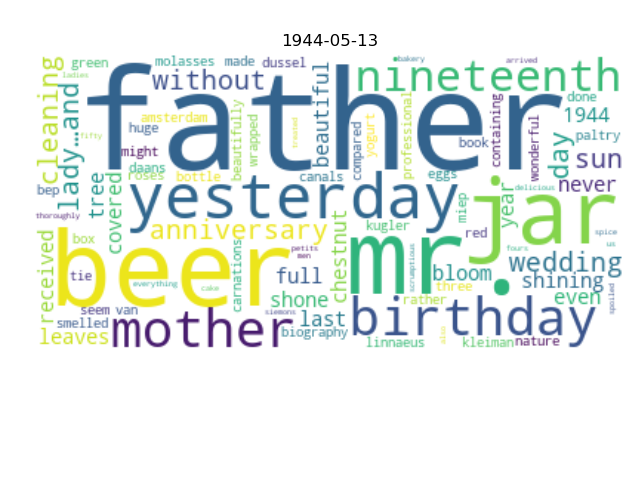 1944-05-13
cleaning
green
molasses
made
dussel
nineteenth
bakery
arrived
ladies
lady…and
father
without
beautiful
done
1944
paltry
fifty
huge
amsterdam
beautifully
wrapped
treated
compared
yogurt
professional
book
containing
wonderful
day
sun
might
daans
roses
bottle
canals
eggs
never
bep
tree
covered
yesterday
miep
year
delicious
jar
thoroughly
anniversary
chestnut
kugler
red
spice
us
received
box
beer
petits
men
mr.
scrumptious
fours
wedding
tie
everything
cake
carnations
full
bloom
shining
three
even
spoiled
shone
rather
seem
van
smelled
leaves
mother
siemons
last
biography
birthday
linnaeus
also
kleiman
nature